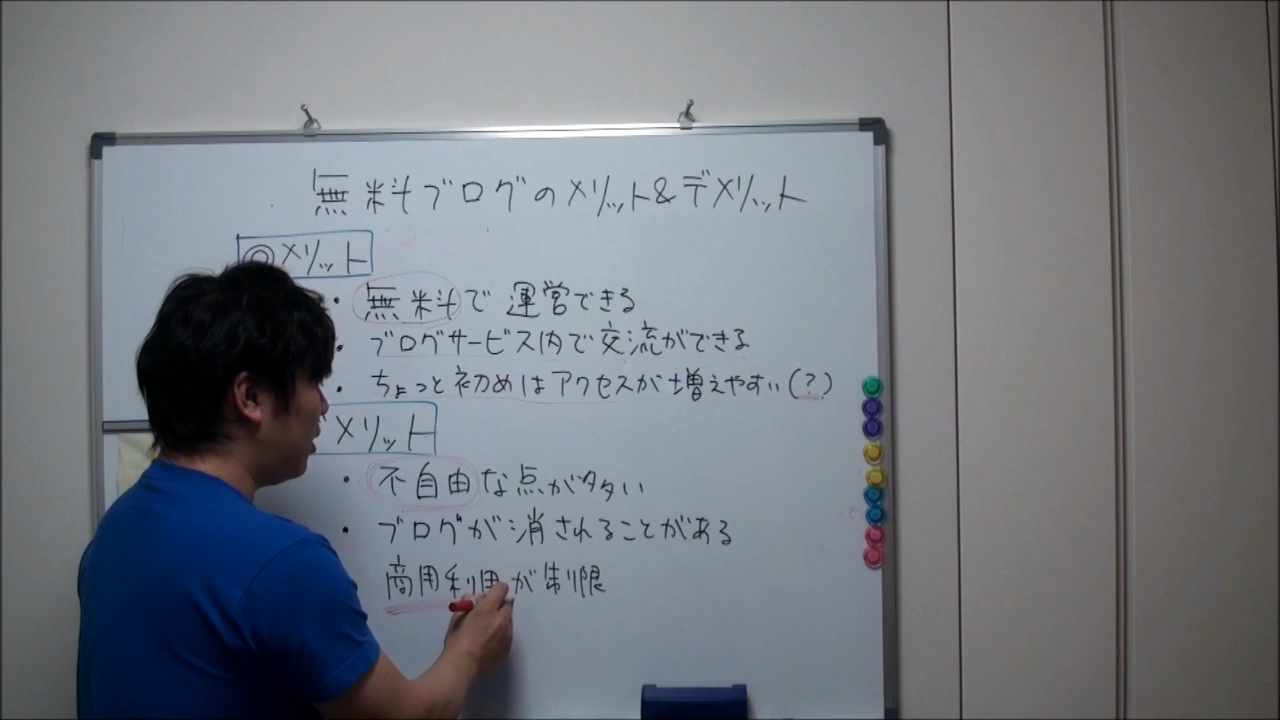 無料ブログのメリット&デメリット
◎メリット
・無料で運営できる
・ブログサービス内で交流ができる
・ちょっと初めはアクセスが増えやすい(?)
メリット
・不自由な点が多い
・ブログが消されることがある
商用利用が制限